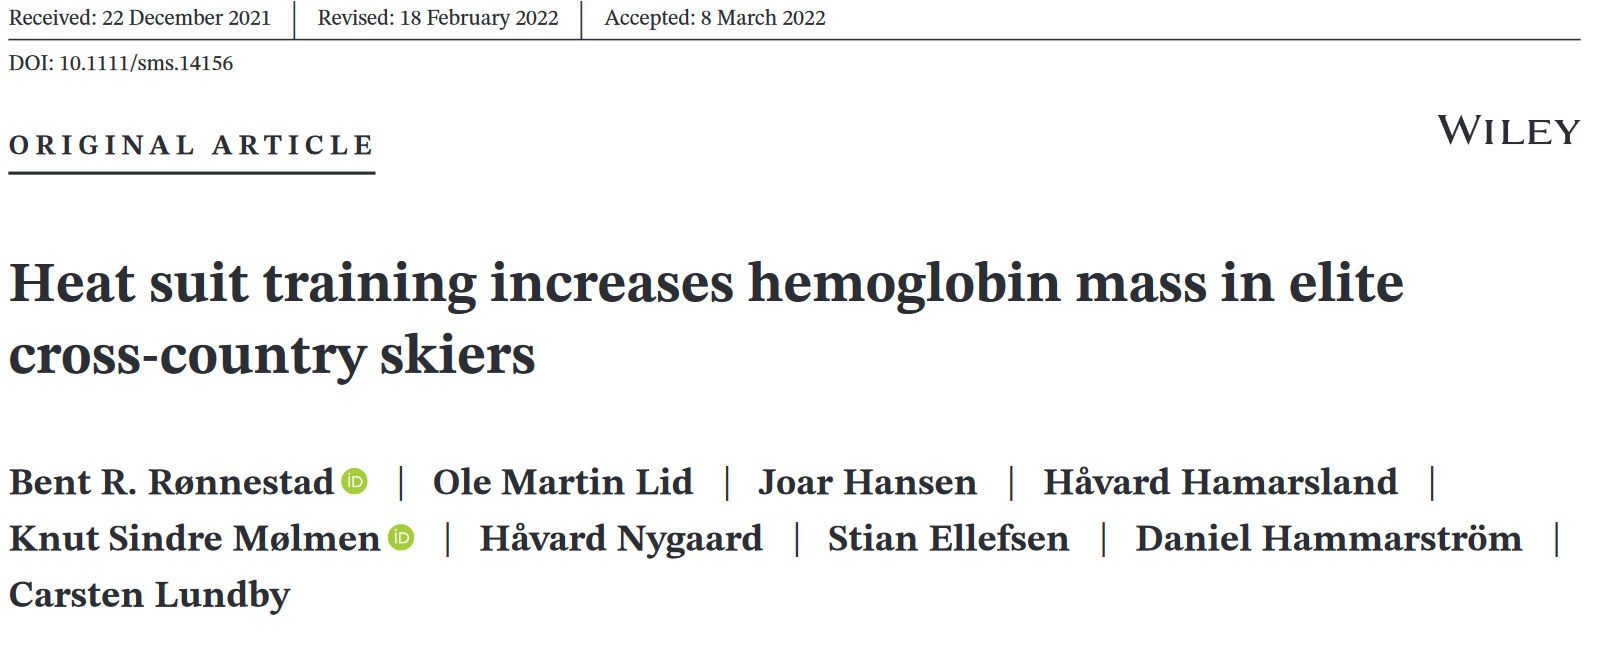 Received: 22 December 2021 | Revised: 18 February 2022 | Accepted: 8 March 2022
DOI: 10.1111/sms.14156
ORIGINAL ARTICLE
WILEY
Heat suit training increases hemoglobin mass in elite
cross-country skiers
Bent R. Rønnestad iD | Ole Martin Lid | Joar Hansen | Håvard Hamarsland |
Knut Sindre Mølmen iD | Håvard Nygaard | Stian Ellefsen | Daniel Hammarström |
Carsten Lundby